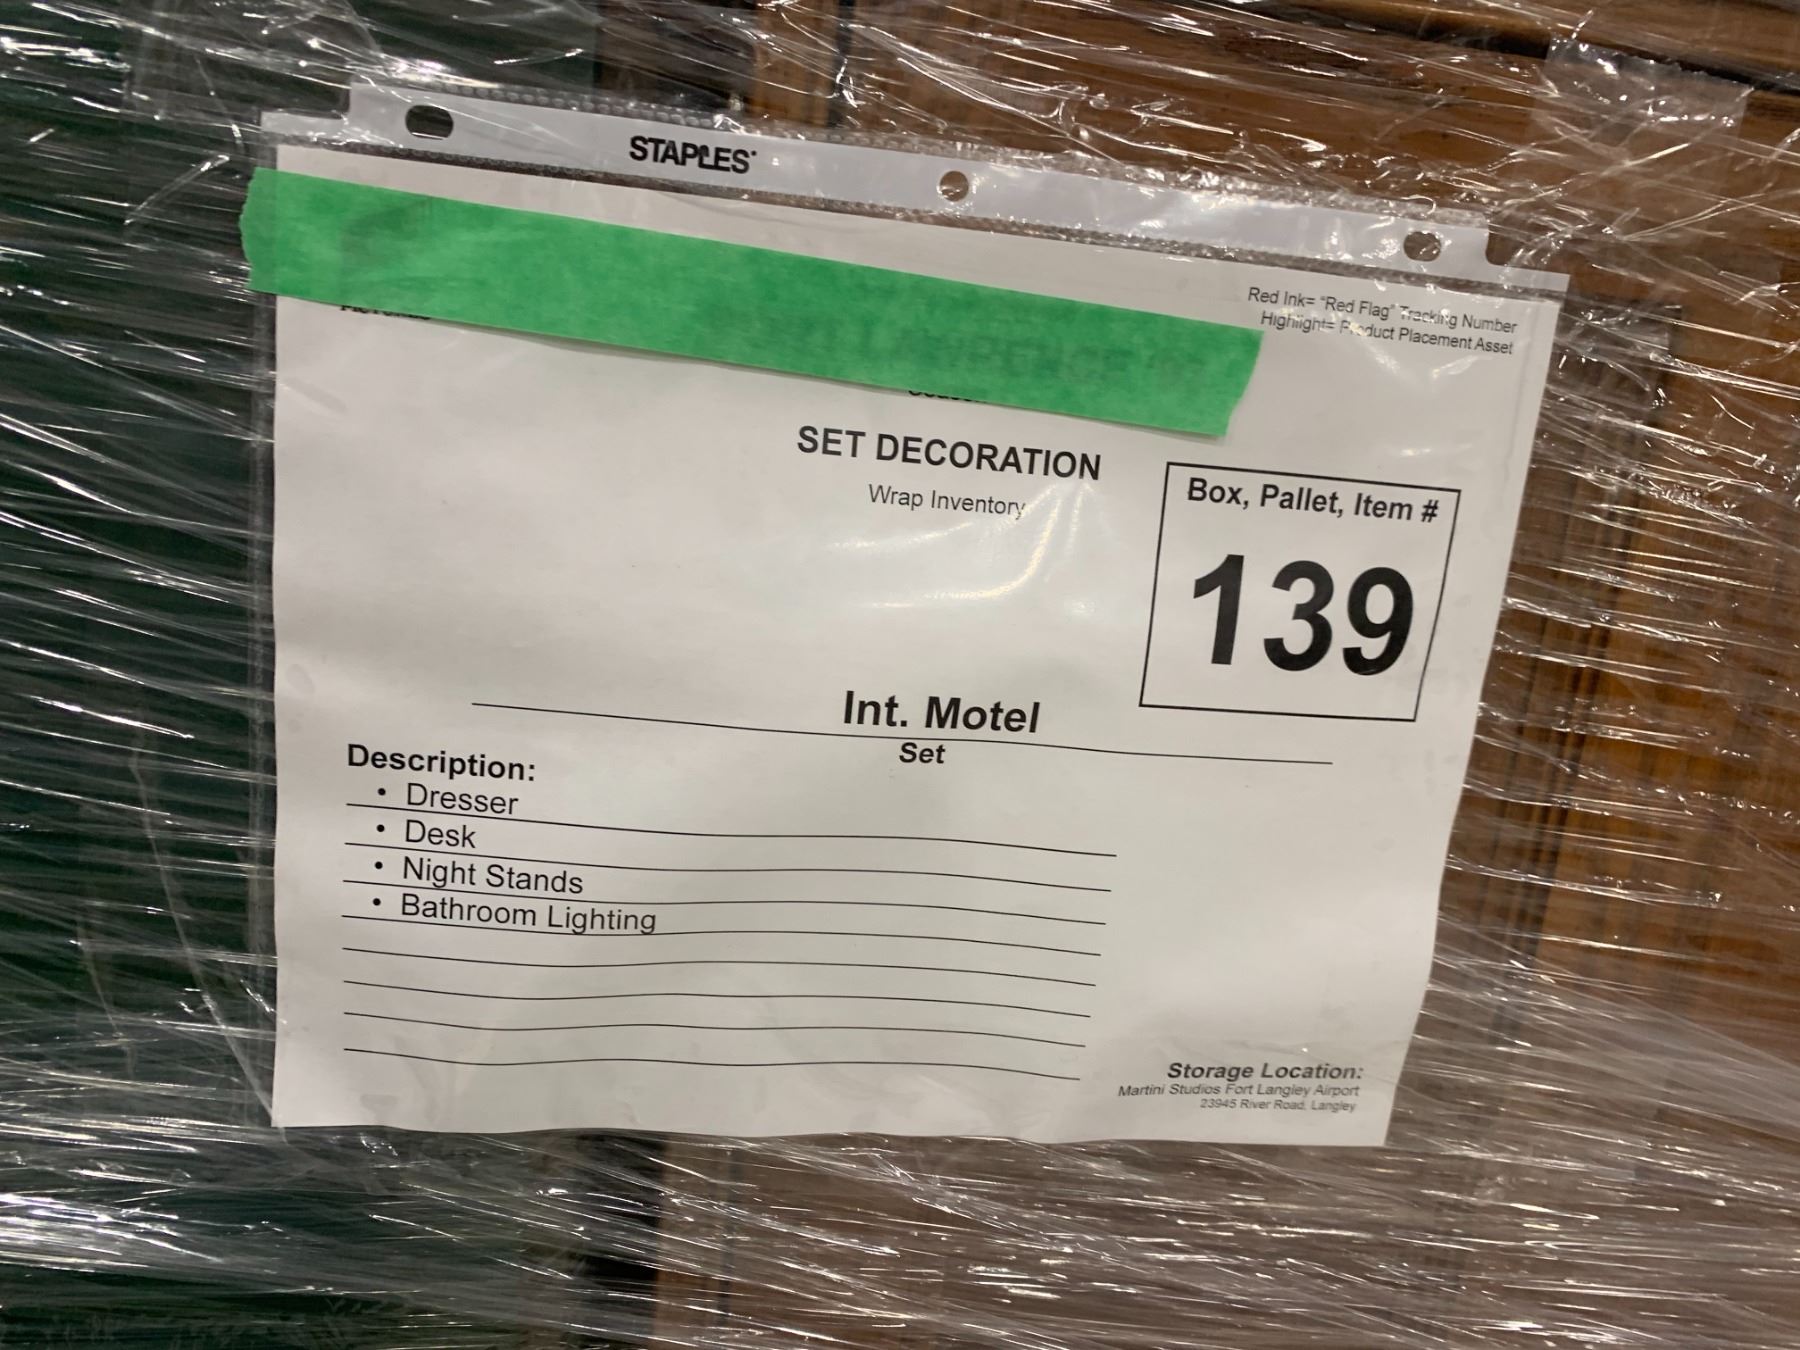 STAPLES
Red Ink= "Red Flag" Tracking Number
Highlight= Product Placement Asset
SET DECORATION
Wrap Inventory
Box, Pallet, Item #
139
Int. Motel
Set
Description:
• Dresser
• Desk
• Night Stands
• Bathroom Lighting
Storage Location:
Martini Studios Fort Langley Airport
23945 River Road, Langley